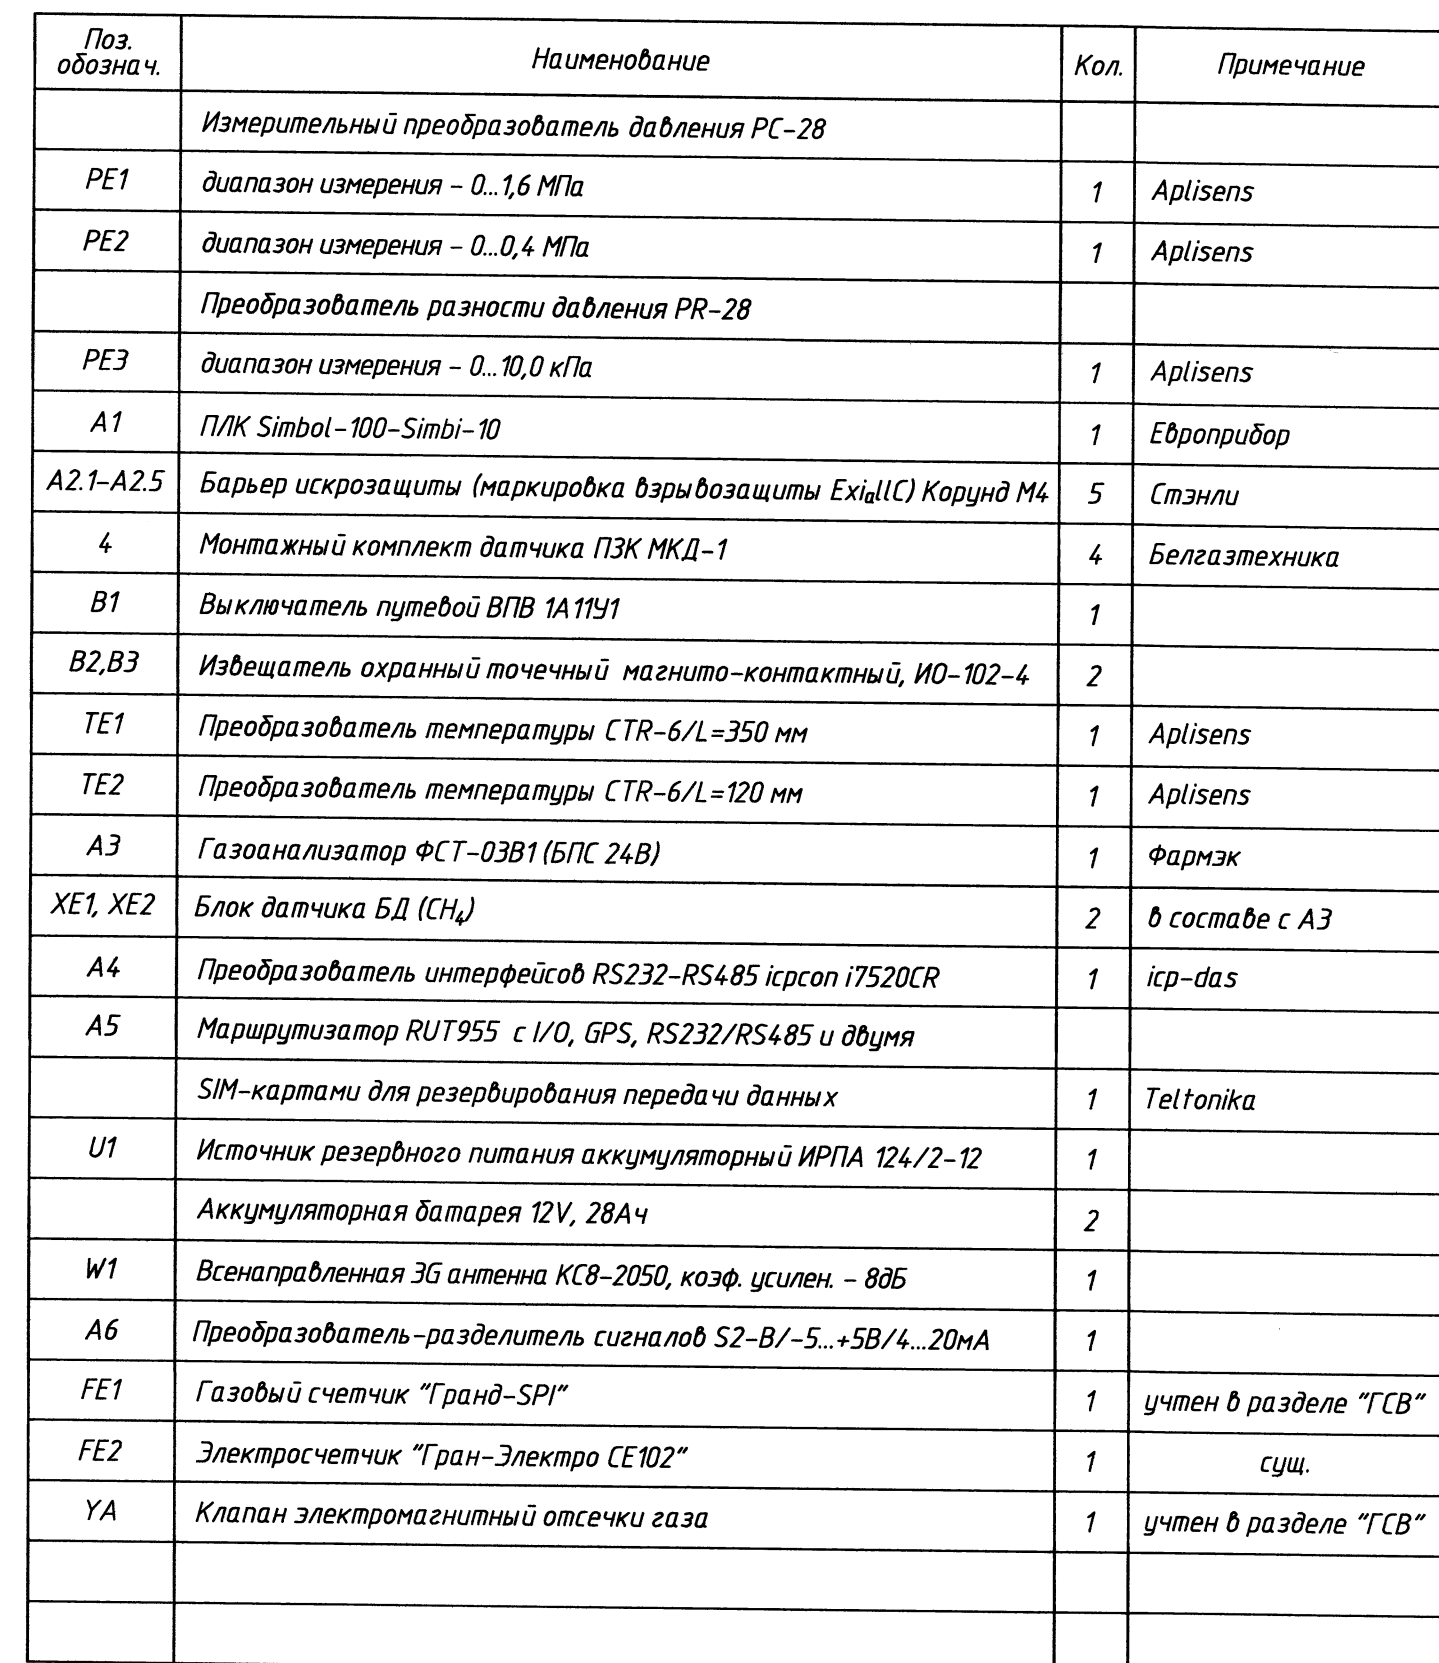 Поз. обознач. Наименование Кол. Примечание
Измерительный преобразователь давления PC-28
PE1 диапазон измерения - 0...1,6 МПа 1 Aplisens
PE2 диапазон измерения - 0...0,4 МПа 1 Aplisens
Преобразователь разности давления PR-28
PE3 диапазон измерения - 0...10,0 кПа 1 Aplisens
A1 ПЛК Simbol-100-Simbi-10 1 Европрибор
A2.1-A2.5 Барьер искрозащиты (маркировка взрывозащиты ExiallC) Корунд М4 5 Стэнли
4 Монтажный комплект датчика ПЗК МКД-1 4 Белгазтехника
B1 Выключатель путевой ВПВ 1А11У1 1
B2,B3 Извещатель охранный точечный магнито-контактный, ИО-102-4 2
TE1 Преобразователь температуры CTR-6/L=350 мм 1 Aplisens
TE2 Преобразователь температуры CTR-6/L=120 мм 1 Aplisens
A3 Газоанализатор ФСТ-03В1 (БПС 24В) 1 Фармэк
XE1, XE2 Блок датчика БД (CH₄) 2 в составе с А3
A4 Преобразователь интерфейсов RS232-RS485 icpcon i7520CR 1 icp-das
A5 Маршрутизатор RUT955 с I/O, GPS, RS232/RS485 и двумя
SIM-картами для резервирования передачи данных 1 Teltonika
U1 Источник резервного питания аккумуляторный ИРПА 124/2-12 1
Аккумуляторная батарея 12V, 28Ач 2
W1 Всенаправленная 3G антенна КС8-2050, коэф. усилен. - 8дБ 1
A6 Преобразователь-разделитель сигналов S2-B/-5...+5В/4...20мА 1
FE1 Газовый счетчик "Гранд-SPI" 1 учтен в разделе "ГСВ"
FE2 Электросчетчик "Гран-Электро СЕ102" 1 сущ.
YA Клапан электромагнитный отсечки газа 1 учтен в разделе "ГСВ"